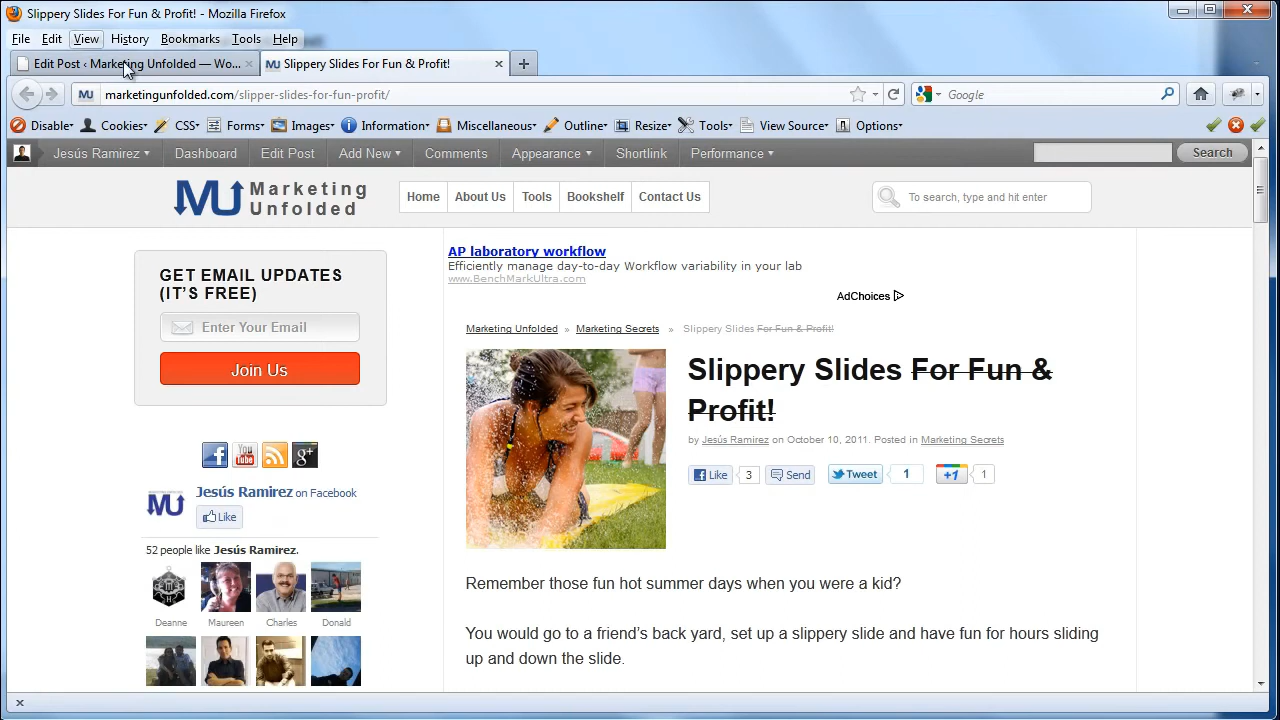 Slippery Slides For Fun & Profit! - Mozilla Firefox
File Edit View History Bookmarks Tools Help
Edit Post ‹ Marketing Unfolded — Wo...
MU Slippery Slides For Fun & Profit!
MU marketingunfolded.com/slipper-slides-for-fun-profit/
Google
Disable Cookies CSS Forms Images Information Miscellaneous Outline Resize Tools View Source Options
Jesús Ramirez Dashboard Edit Post Add New Comments Appearance Shortlink Performance Search
MU Marketing
Unfolded
Home About Us Tools Bookshelf Contact Us
To search, type and hit enter
GET EMAIL UPDATES
(IT’S FREE)
Enter Your Email
Join Us
You
Tube
g+
MU Jesús Ramirez on Facebook
Like
52 people like Jesús Ramirez.
Deanne Maureen Charles Donald
AP laboratory workflow
Efficiently manage day-to-day Workflow variability in your lab
www.BenchMarkUltra.com
AdChoices
Marketing Unfolded » Marketing Secrets » Slippery Slides For Fun & Profit!
Slippery Slides For Fun &
Profit!
by Jesús Ramirez on October 10, 2011. Posted in Marketing Secrets
Like 3 Send Tweet 1 +1 1
Remember those fun hot summer days when you were a kid?
You would go to a friend’s back yard, set up a slippery slide and have fun for hours sliding
up and down the slide.